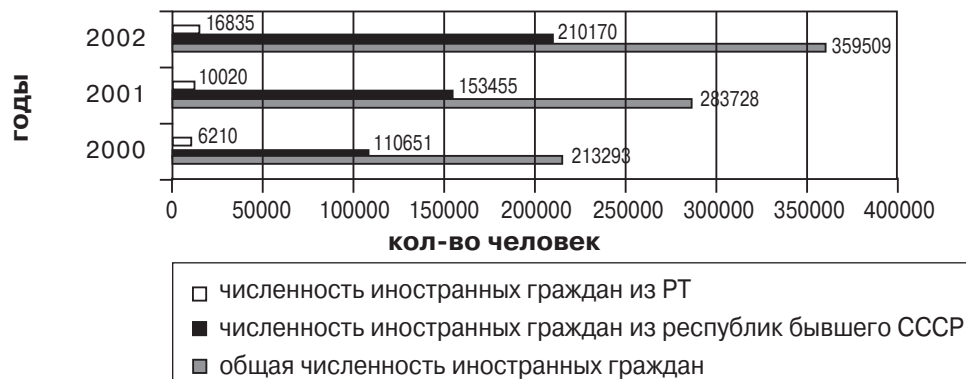 годы
2002
16835
210170
359509
2001
10020
153455
283728
2000
6210
110651
213293
0 50000 100000 150000 200000 250000 300000 350000 400000
кол-во человек
численность иностранных граждан из РТ
численность иностранных граждан из республик бывшего СССР
общая численность иностранных граждан